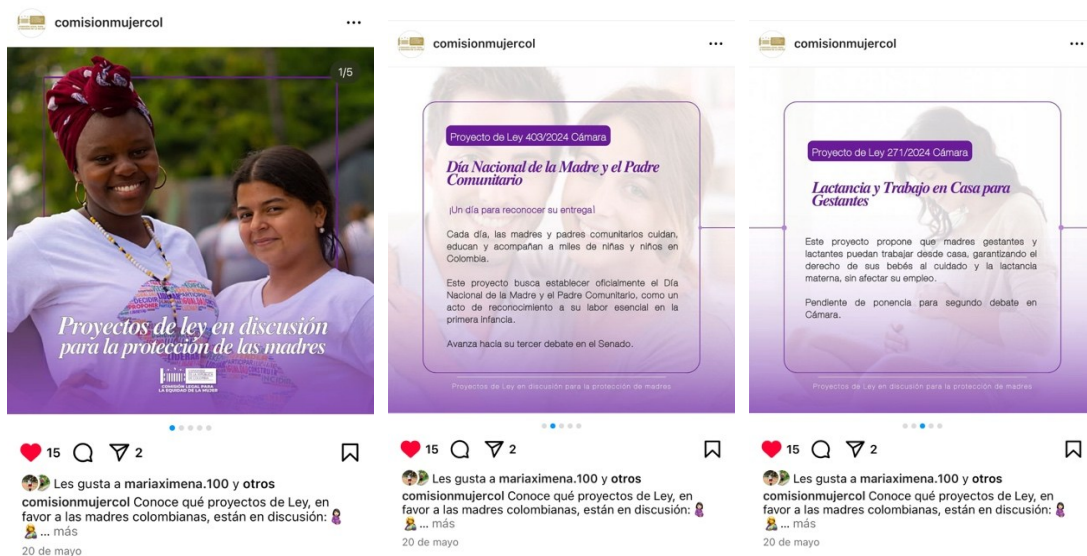 comisionmujercol
1/5
Proyectos de ley en discusión
para la protección de las madres
COMISIÓN LEGAL PARA
LA EQUIDAD DE LA MUJER
15
2
Les gusta a mariaximena.100 y otros
comisionmujercol Conoce qué proyectos de Ley, en
favor a las madres colombianas, están en discusión:
... más
20 de mayo
comisionmujercol
Proyecto de Ley 403/2024 Cámara
Día Nacional de la Madre y el Padre
Comunitario
¡Un día para reconocer su entrega!
Cada día, las madres y padres comunitarios cuidan,
educan y acompañan a miles de niñas y niños en
Colombia.
Este proyecto busca establecer oficialmente el Día
Nacional de la Madre y el Padre Comunitario, como un
acto de reconocimiento a su labor esencial en la
primera infancia.
Avanza hacia su tercer debate en el Senado.
Proyectos de Ley en discusión para la protección de madres
15
2
Les gusta a mariaximena.100 y otros
comisionmujercol Conoce qué proyectos de Ley, en
favor a las madres colombianas, están en discusión:
... más
20 de mayo
comisionmujercol
Proyecto de Ley 271/2024 Cámara
Lactancia y Trabajo en Casa para
Gestantes
Este proyecto propone que madres gestantes y
lactantes puedan trabajar desde casa, garantizando el
derecho de sus bebés al cuidado y la lactancia
materna, sin afectar su empleo.
Pendiente de ponencia para segundo debate en
Cámara.
Proyectos de Ley en discusión para la protección de madres
15
2
Les gusta a mariaximena.100 y otros
comisionmujercol Conoce qué proyectos de Ley, en
favor a las madres colombianas, están en discusión:
... más
20 de mayo